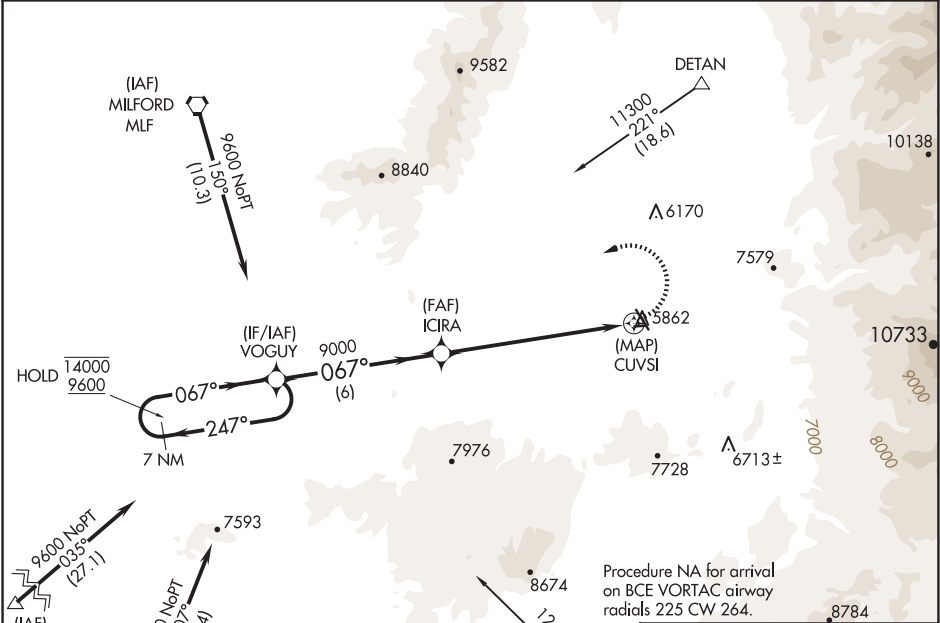 9582
DETAN
(IAF)
MILFORD
MLF
11300
221°
(18.6)
10138
9600 NoPT
150°
(10.3)
8840
6170
7579
(FAF)
ICIRA
(IF/IAF)
VOGUY
5862
(MAP)
CUVSI
10733
9000
067°
(6)
HOLD
14000
9600
067°
247°
7 NM
9000
7000
8000
7976
7728
6713±
7593
9600 NoPT
035°
(27.1)
8674
Procedure NA for arrival
on BCE VORTAC airway
radials 225 CW 264.
8784
NoPT
12
(IAF)